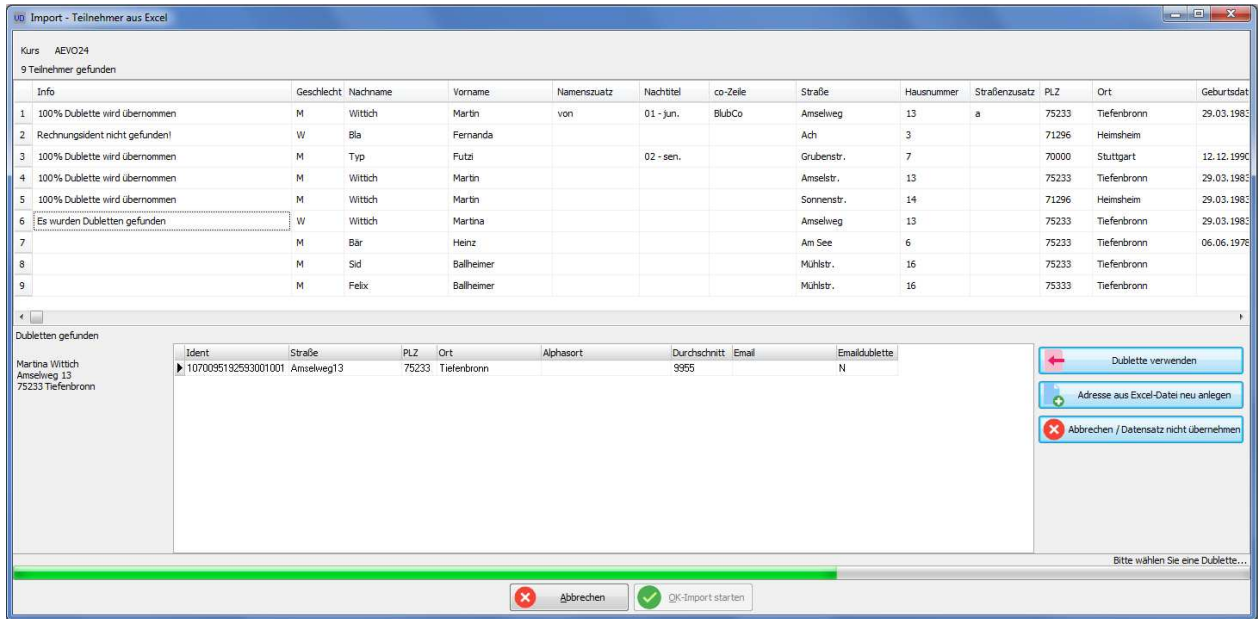 UD Import - Teilnehmer aus Excel
Kurs AEVO24
9 Teilnehmer gefunden
Info Geschlecht Nachname Vorname Namenszuatz Nachtitel co-Zeile Straße Hausnummer Straßenzusatz PLZ Ort Geburtsdat
1 100% Dublette wird übernommen M Wittich Martin von 01 - jun. BlubCo Amselweg 13 a 75233 Tiefenbronn 29.03.1983
2 Rechnungsident nicht gefunden! W Bla Fernanda Ach 3 71296 Heimsheim
3 100% Dublette wird übernommen M Typ Futzi 02 - sen. Grubenstr. 7 70000 Stuttgart 12.12.1990
4 100% Dublette wird übernommen M Wittich Martin Amselstr. 13 75233 Tiefenbronn 29.03.1983
5 100% Dublette wird übernommen M Wittich Martin Sonnenstr. 14 71296 Heimsheim 29.03.1983
6 Es wurden Dubletten gefunden W Wittich Martina Amselweg 13 75233 Tiefenbronn 29.03.1983
7 M Bär Heinz Am See 6 75233 Tiefenbronn 06.06.1978
8 M Sid Ballheimer Mühlstr. 16 75233 Tiefenbronn
9 M Felix Ballheimer Mühlstr. 16 75333 Tiefenbronn
Dubletten gefunden
Martina Wittich
Amselweg 13
75233 Tiefenbronn
Ident Straße PLZ Ort Alphasort Durchschnitt Email Emaildublette
1070095192593001001 Amselweg13 75233 Tiefenbronn 9955 N
Dublette verwenden
Adresse aus Excel-Datei neu anlegen
Abbrechen / Datensatz nicht übernehmen
Bitte wählen Sie eine Dublette...
Abbrechen OK-Import starten